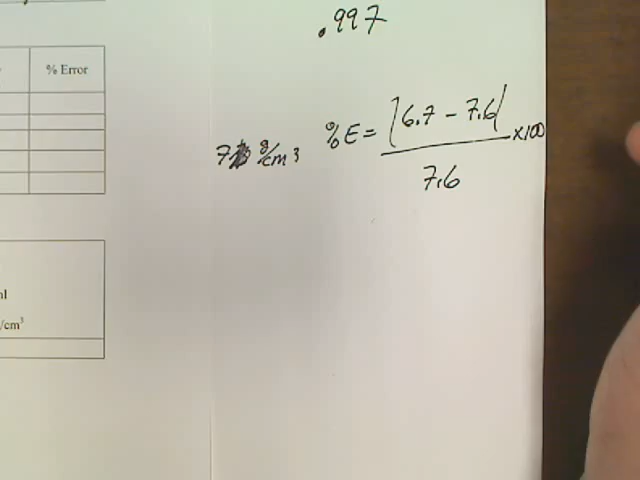 .997
% Error
%E = |6.7 - 7.6| x100
7.6
g/cm3
ml
/cm³